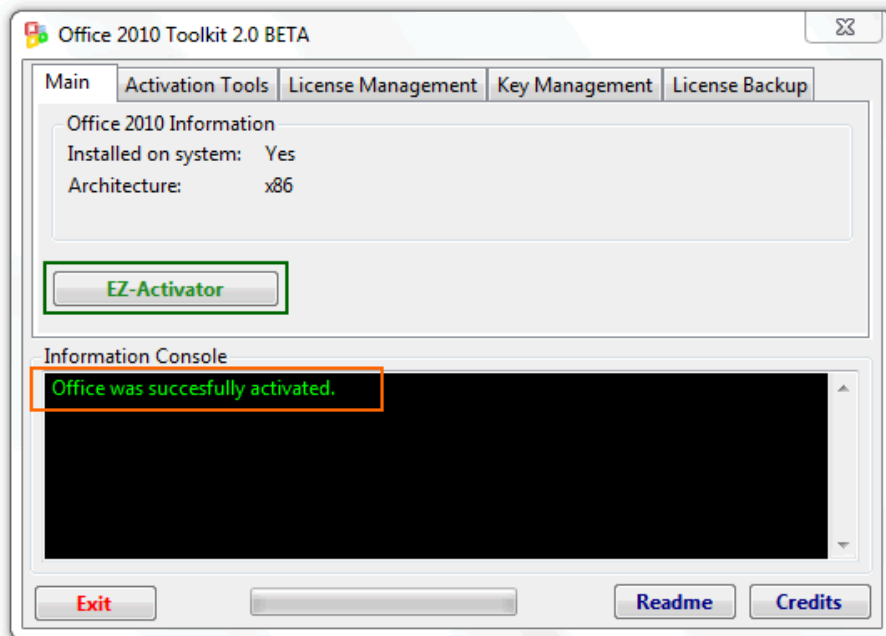 Office 2010 Toolkit 2.0 BETA
Main Activation Tools License Management Key Management License Backup
Office 2010 Information
Installed on system: Yes
Architecture: x86
EZ-Activator
Information Console
Office was succesfully activated.
Exit Readme Credits